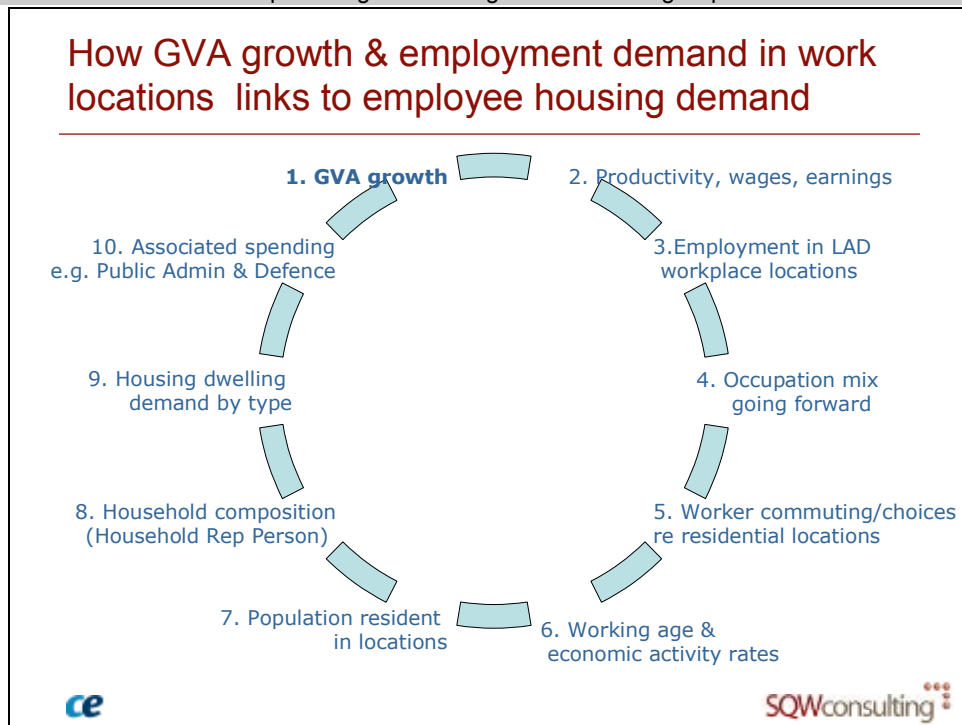 How GVA growth & employment demand in work
locations links to employee housing demand
1. GVA growth
2. Productivity, wages, earnings
3.Employment in LAD
workplace locations
4. Occupation mix
going forward
5. Worker commuting/choices
re residential locations
6. Working age &
economic activity rates
7. Population resident
in locations
8. Household composition
(Household Rep Person)
9. Housing dwelling
demand by type
10. Associated spending
e.g. Public Admin & Defence
ce
SQWconsulting